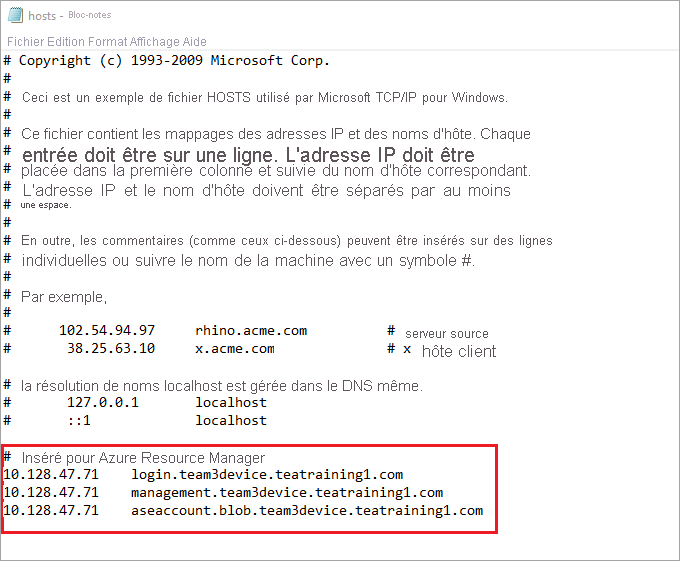 hosts - Bloc-notes
Fichier Edition Format Affichage Aide
# Copyright (c) 1993-2009 Microsoft Corp.
#
# Ceci est un exemple de fichier HOSTS utilisé par Microsoft TCP/IP pour Windows.
#
# Ce fichier contient les mappages des adresses IP et des noms d'hôte. Chaque
# entrée doit être sur une ligne. L'adresse IP doit être
# placée dans la première colonne et suivie du nom d'hôte correspondant.
# L'adresse IP et le nom d'hôte doivent être séparés par au moins
# une espace.
#
# En outre, les commentaires (comme ceux ci-dessous) peuvent être insérés sur des lignes
# individuelles ou suivre le nom de la machine avec un symbole #.
#
# Par exemple,
#
# 102.54.94.97 rhino.acme.com # serveur source
# 38.25.63.10 x.acme.com # x hôte client
# la résolution de noms localhost est gérée dans le DNS même.
# 127.0.0.1 localhost
# ::1 localhost
# Inséré pour Azure Resource Manager
10.128.47.71 login.team3device.teatraining1.com
10.128.47.71 management.team3device.teatraining1.com
10.128.47.71 aseaccount.blob.team3device.teatraining1.com